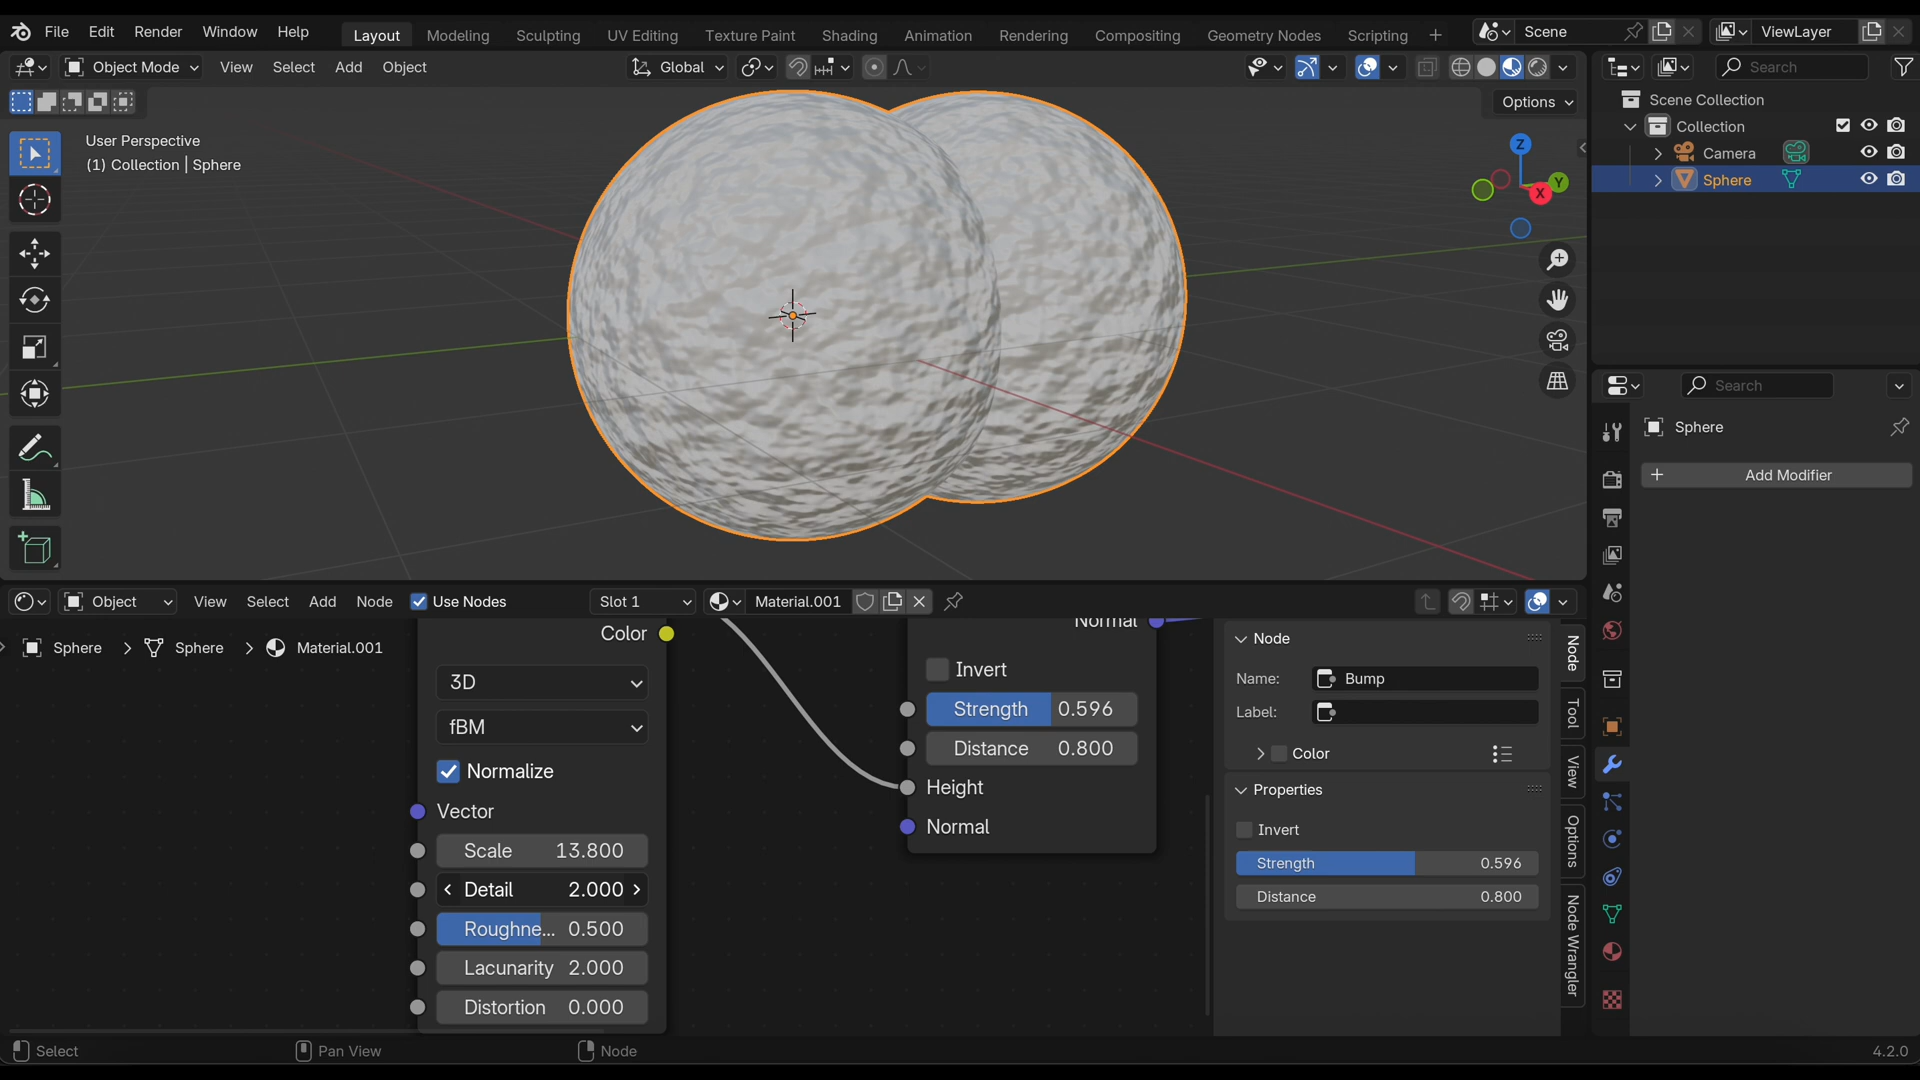 File Edit Render Window Help Layout Modeling Sculpting UV Editing Texture Paint Shading Animation Rendering Compositing Geometry Nodes Scripting + Scene ViewLayer
Object Mode View Select Add Object Global Search
Options
User Perspective
(1) Collection | Sphere
Z
Y
X
Scene Collection
Collection
Camera
Sphere
Search
Sphere
+ Add Modifier
Object View Select Add Node Use Nodes Slot 1 Material.001
Sphere > Sphere > Material.001
Color
3D
fBM
Normalize
Vector
Scale 13.800
Detail 2.000
Roughne... 0.500
Lacunarity 2.000
Distortion 0.000
Normal
Invert
Strength 0.596
Distance 0.800
Height
Normal
Node
Name: Bump
Label:
Color
Properties
Invert
Strength 0.596
Distance 0.800
Node
Tool
View
Options
Node Wrangler
Select Pan View Node 4.2.0